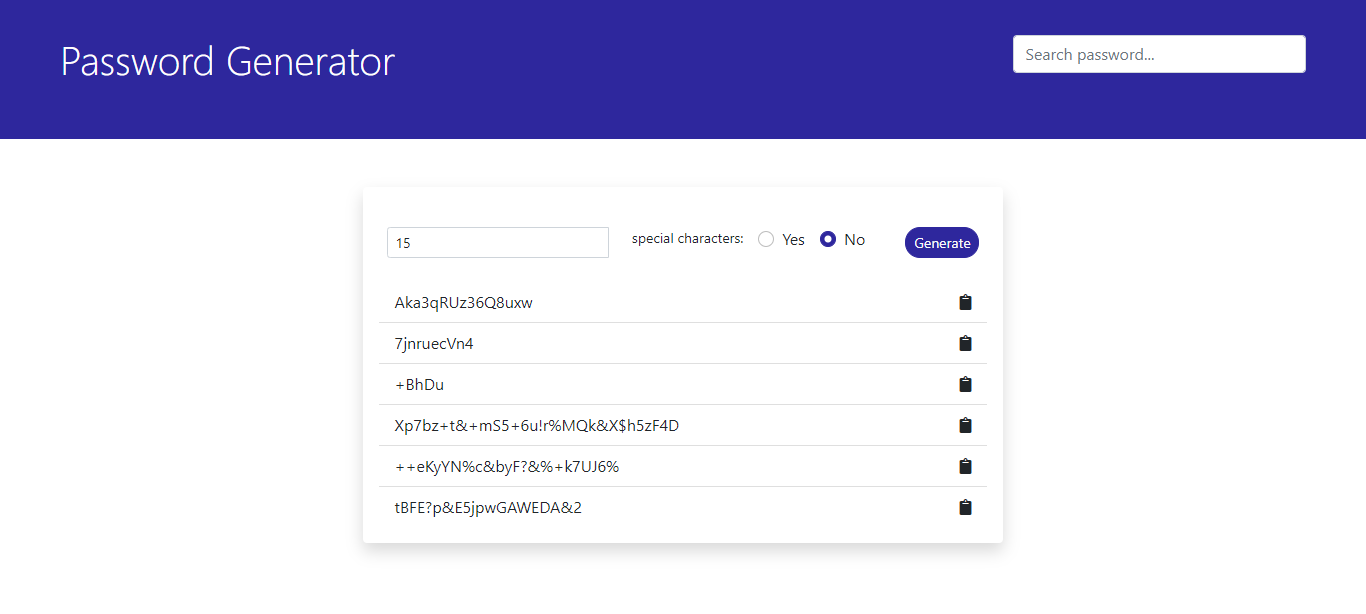 Password Generator
Search password...
15
special characters:
Yes
No
Generate
Aka3qRUz36Q8uxw
7jnruecVn4
+BhDu
Xp7bz+t&+mS5+6u!r%MQk&X$h5zF4D
++eKyYN%c&byF?&%+k7UJ6%
tBFE?p&E5jpwGAWEDA&2